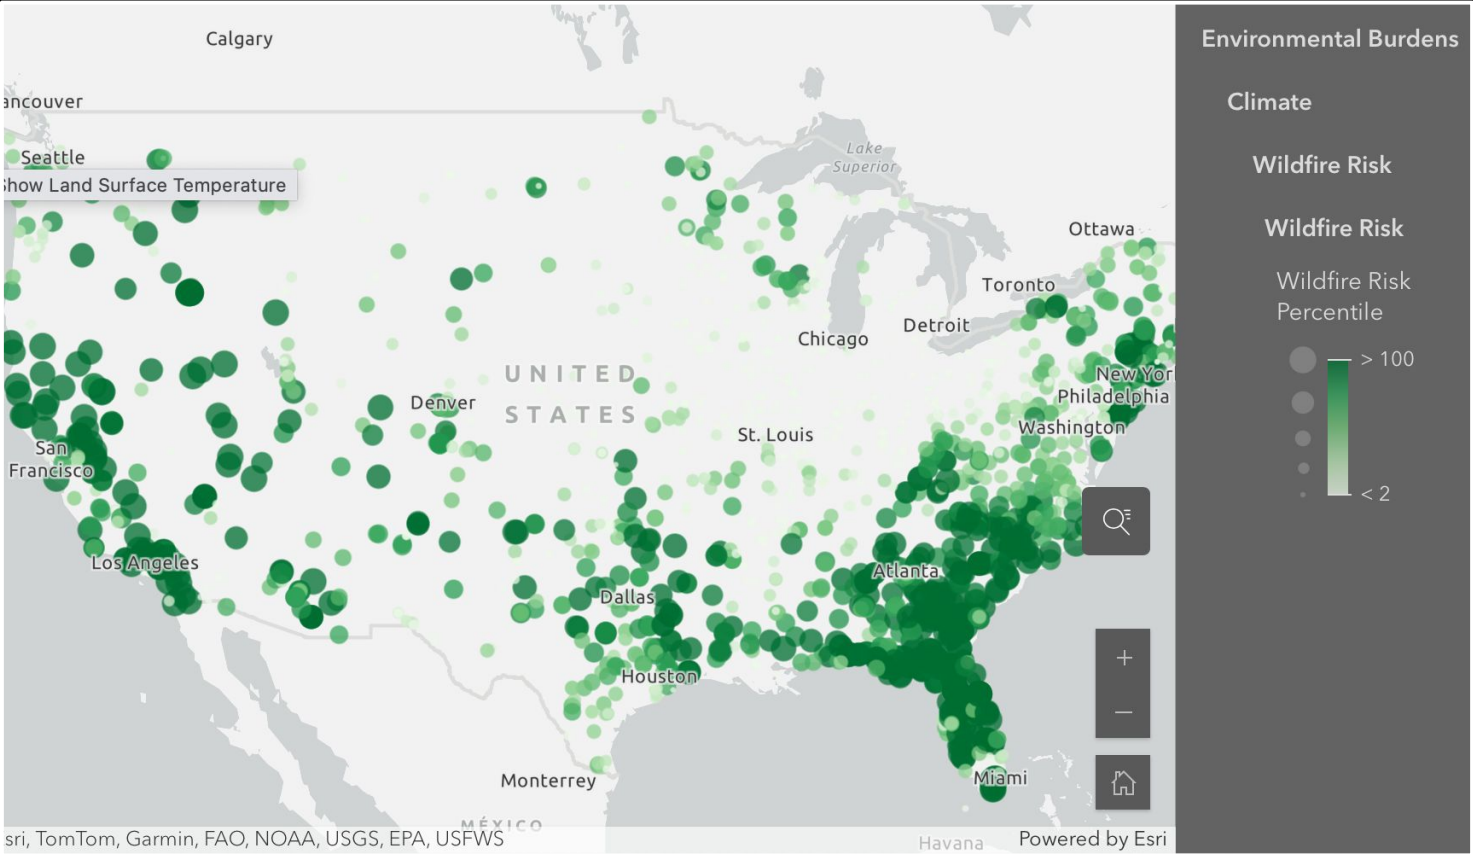 Calgary
ancouver
Seattle
Show Land Surface Temperature
Lake
Superior
Ottawa
Toronto
Detroit
Chicago
UNITED
STATES
Denver
New Yor
Philadelphia
Washington
St. Louis
San
Francisco
Los Angeles
Atlanta
Dallas
Houston
Miami
Monterrey
MÉXICO
Havana
sri, TomTom, Garmin, FAO, NOAA, USGS, EPA, USFWS
Powered by Esri
+
−
Environmental Burdens
Climate
Wildfire Risk
Wildfire Risk
Wildfire Risk
Percentile
> 100
< 2